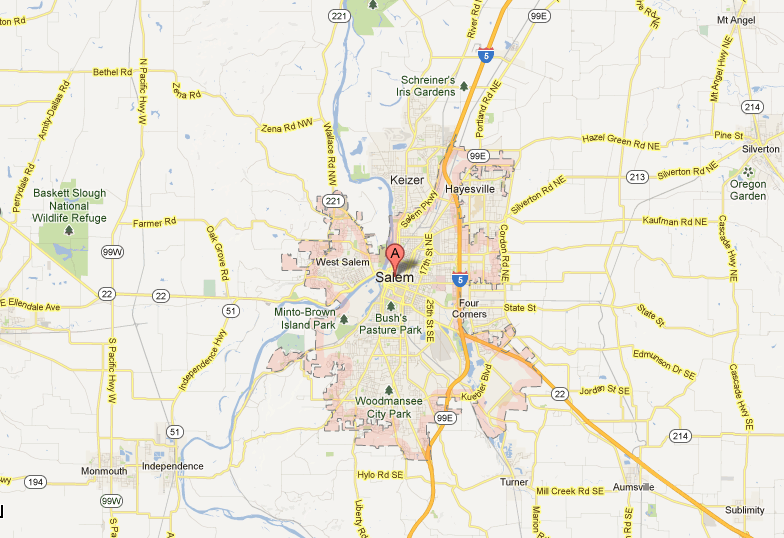 221
99E
River Rd N
Mt Angel
Bethel Rd
N Pacific Hwy W
Zena Rd
Amity-Dallas Rd
Perrydale Rd
5
Schreiner's
Iris Gardens
Portland Rd NE
Mt Angel Hwy NE
214
Zena Rd NW
Wallace Rd NW
Hazel Green Rd NE
Pine St
Silverton
99E
Keizer
Hayesville
213
Silverton Rd NE
Oregon
Garden
Baskett Slough
National
Wildlife Refuge
221
Salem Pkwy
Silverton Rd NE
Farmer Rd
Oak Grove Rd
99W
Kaufman Rd NE
Cordon Rd NE
Cascade Hwy NE
17th St NE
West Salem
A
Salem
5
22
22
E Ellendale Ave
51
Independence Hwy
S Pacific Hwy W
Minto-Brown
Island Park
Bush's
Pasture Park
25th St SE
Four
Corners
State St
State St
Edmunson Dr SE
Jordan St SE
Cascade Hwy SE
Kuebler Blvd
22
Woodmansee
City Park
99E
214
51
Monmouth
Independence
194
99W
Hylo Rd SE
Liberty Rd
Turner
Mill Creek Rd SE
Aumsville
Sublimity
Marion Rd
S Pa